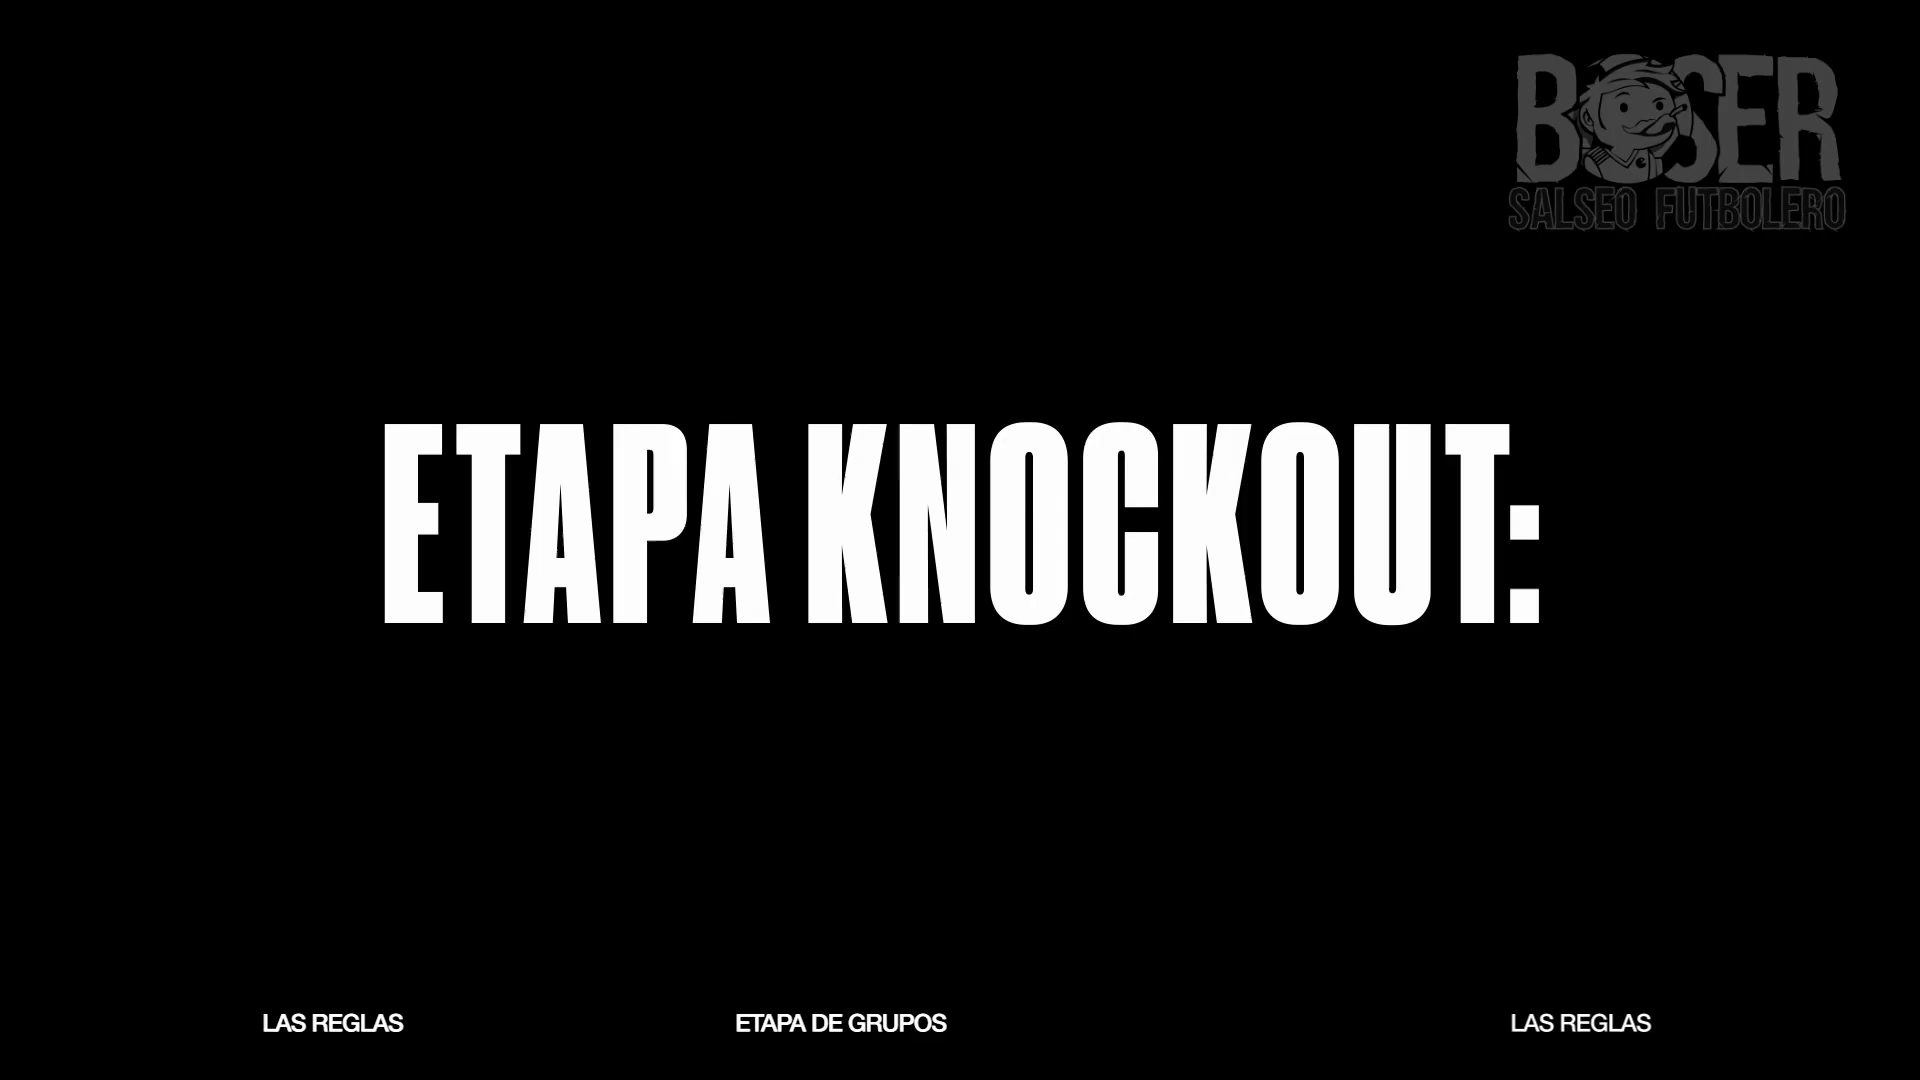 BOSER
SALSEO FUTBOLERO
ETAPA KNOCKOUT:
LAS REGLAS
ETAPA DE GRUPOS
LAS REGLAS